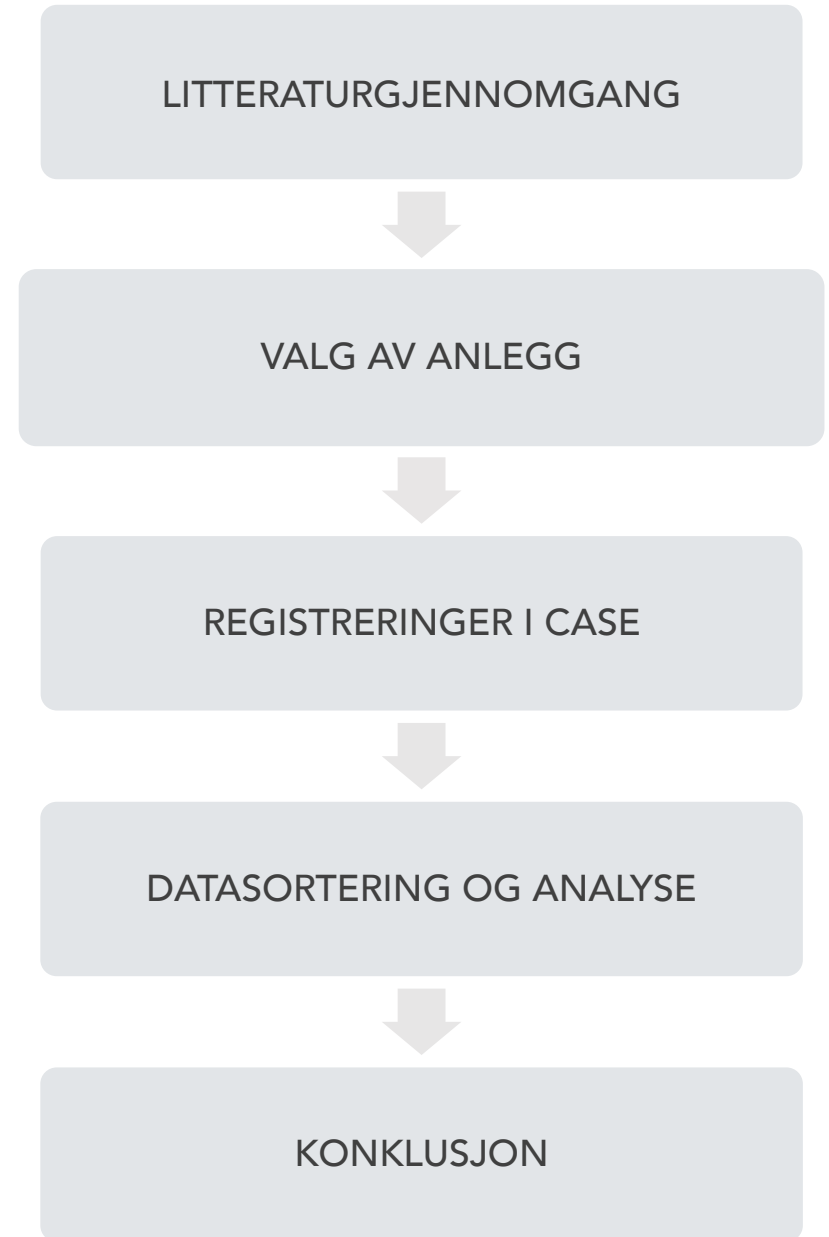 LITTERATURGJENNOMGANG
VALG AV ANLEGG
REGISTRERINGER I CASE
DATASORTERING OG ANALYSE
KONKLUSJON